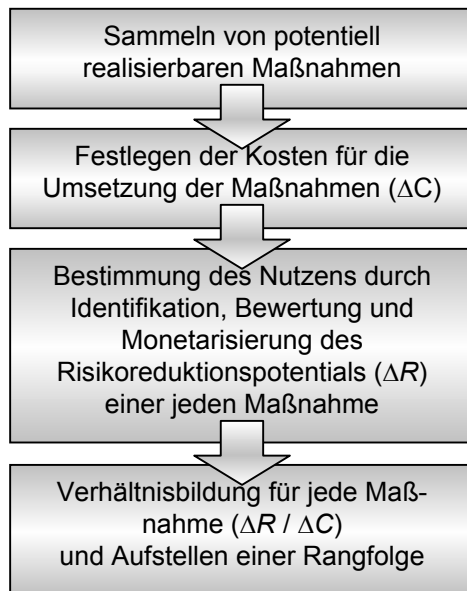 Sammeln von potentiell
realisierbaren Maßnahmen
Festlegen der Kosten für die
Umsetzung der Maßnahmen (ΔC)
Bestimmung des Nutzens durch
Identifikation, Bewertung und
Monetarisierung des
Risikoreduktionspotentials (ΔR)
einer jeden Maßnahme
Verhältnisbildung für jede Maß-
nahme (ΔR / ΔC)
und Aufstellen einer Rangfolge